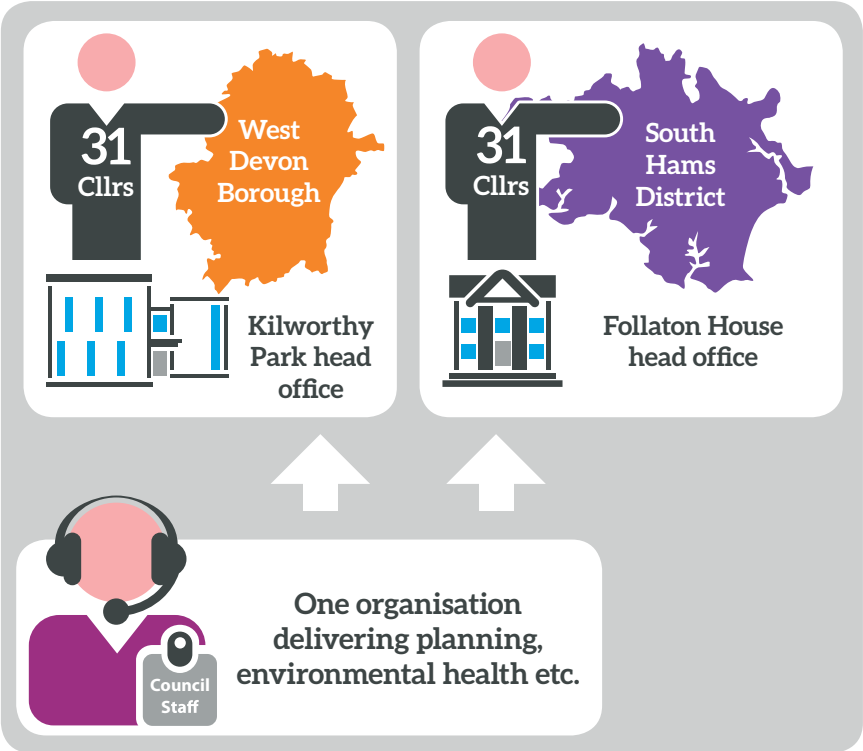 31
Cllrs
West
Devon
Borough
Kilworthy
Park head
office
31
Cllrs
South
Hams
District
Follaton House
head office
One organisation
delivering planning,
environmental health etc.
Council
Staff